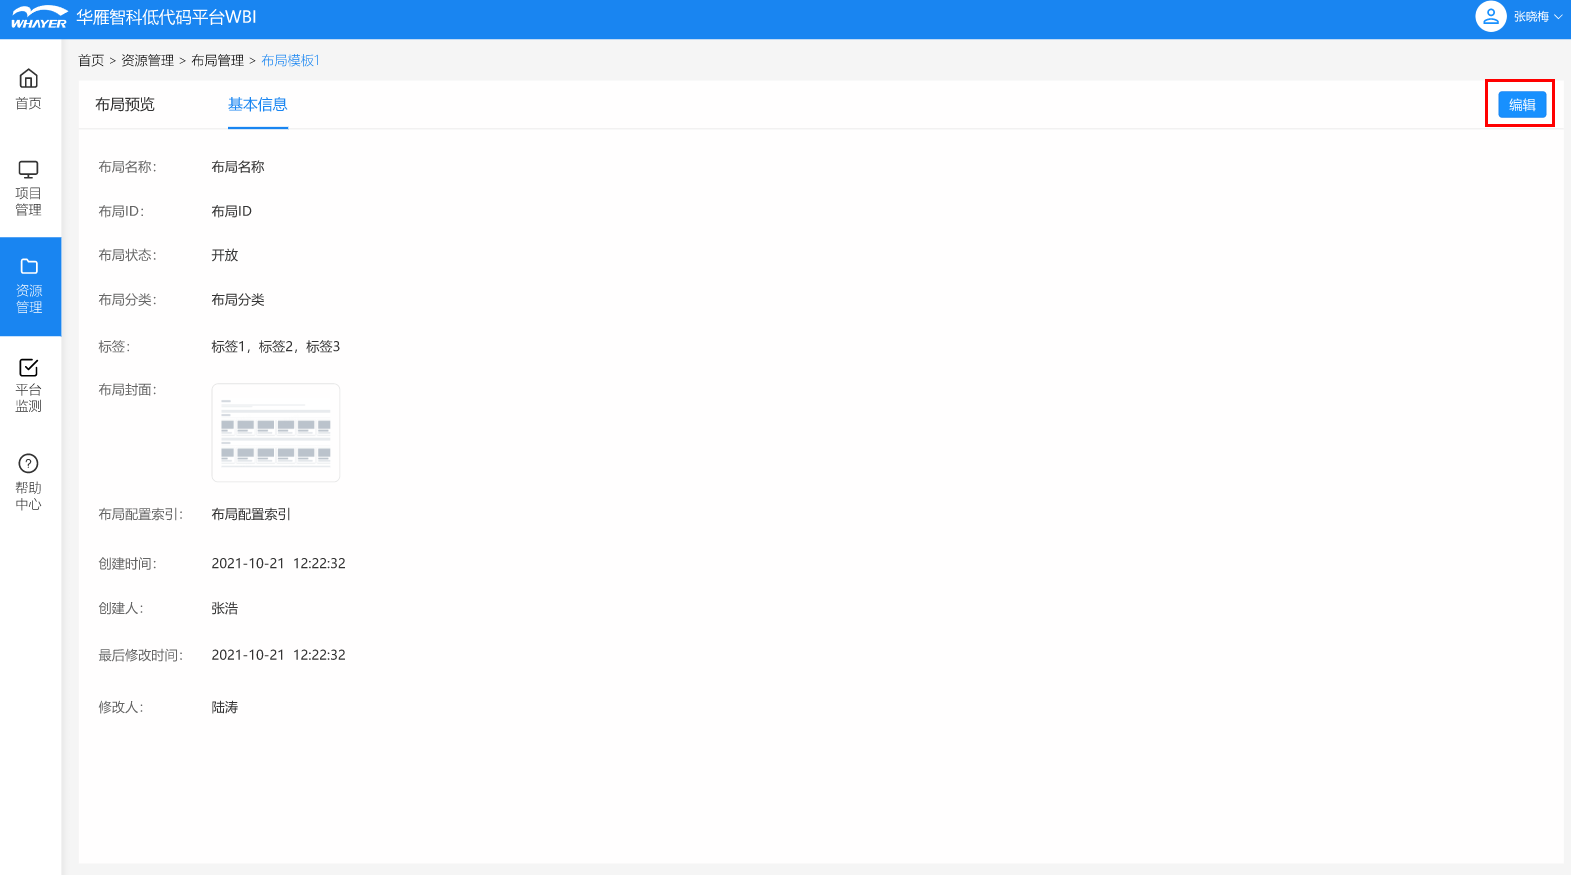 WHAYER 华雁智科低代码平台WBI
张晓梅
首页 > 资源管理 > 布局管理 > 布局模板1
首页
项目
管理
资源
管理
平台
监测
帮助
中心
布局预览 基本信息 编辑
布局名称： 布局名称
布局ID： 布局ID
布局状态： 开放
布局分类： 布局分类
标签： 标签1，标签2，标签3
布局封面：
布局配置索引： 布局配置索引
创建时间： 2021-10-21 12:22:32
创建人： 张浩
最后修改时间： 2021-10-21 12:22:32
修改人： 陆涛